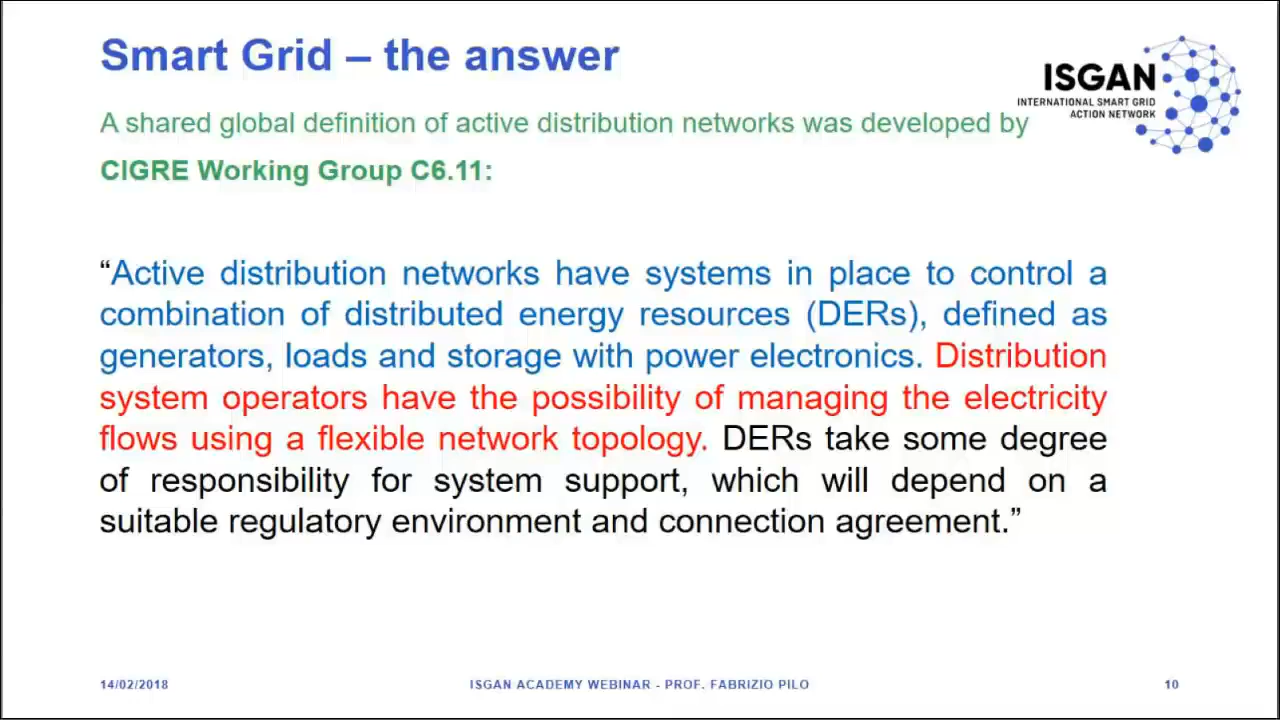 Smart Grid – the answer
ISGAN
INTERNATIONAL SMART GRID
ACTION NETWORK
A shared global definition of active distribution networks was developed by
CIGRE Working Group C6.11:
“Active distribution networks have systems in place to control a
combination of distributed energy resources (DERs), defined as
generators, loads and storage with power electronics. Distribution
system operators have the possibility of managing the electricity
flows using a flexible network topology. DERs take some degree
of responsibility for system support, which will depend on a
suitable regulatory environment and connection agreement.”
14/02/2018
ISGAN ACADEMY WEBINAR - PROF. FABRIZIO PILO
10